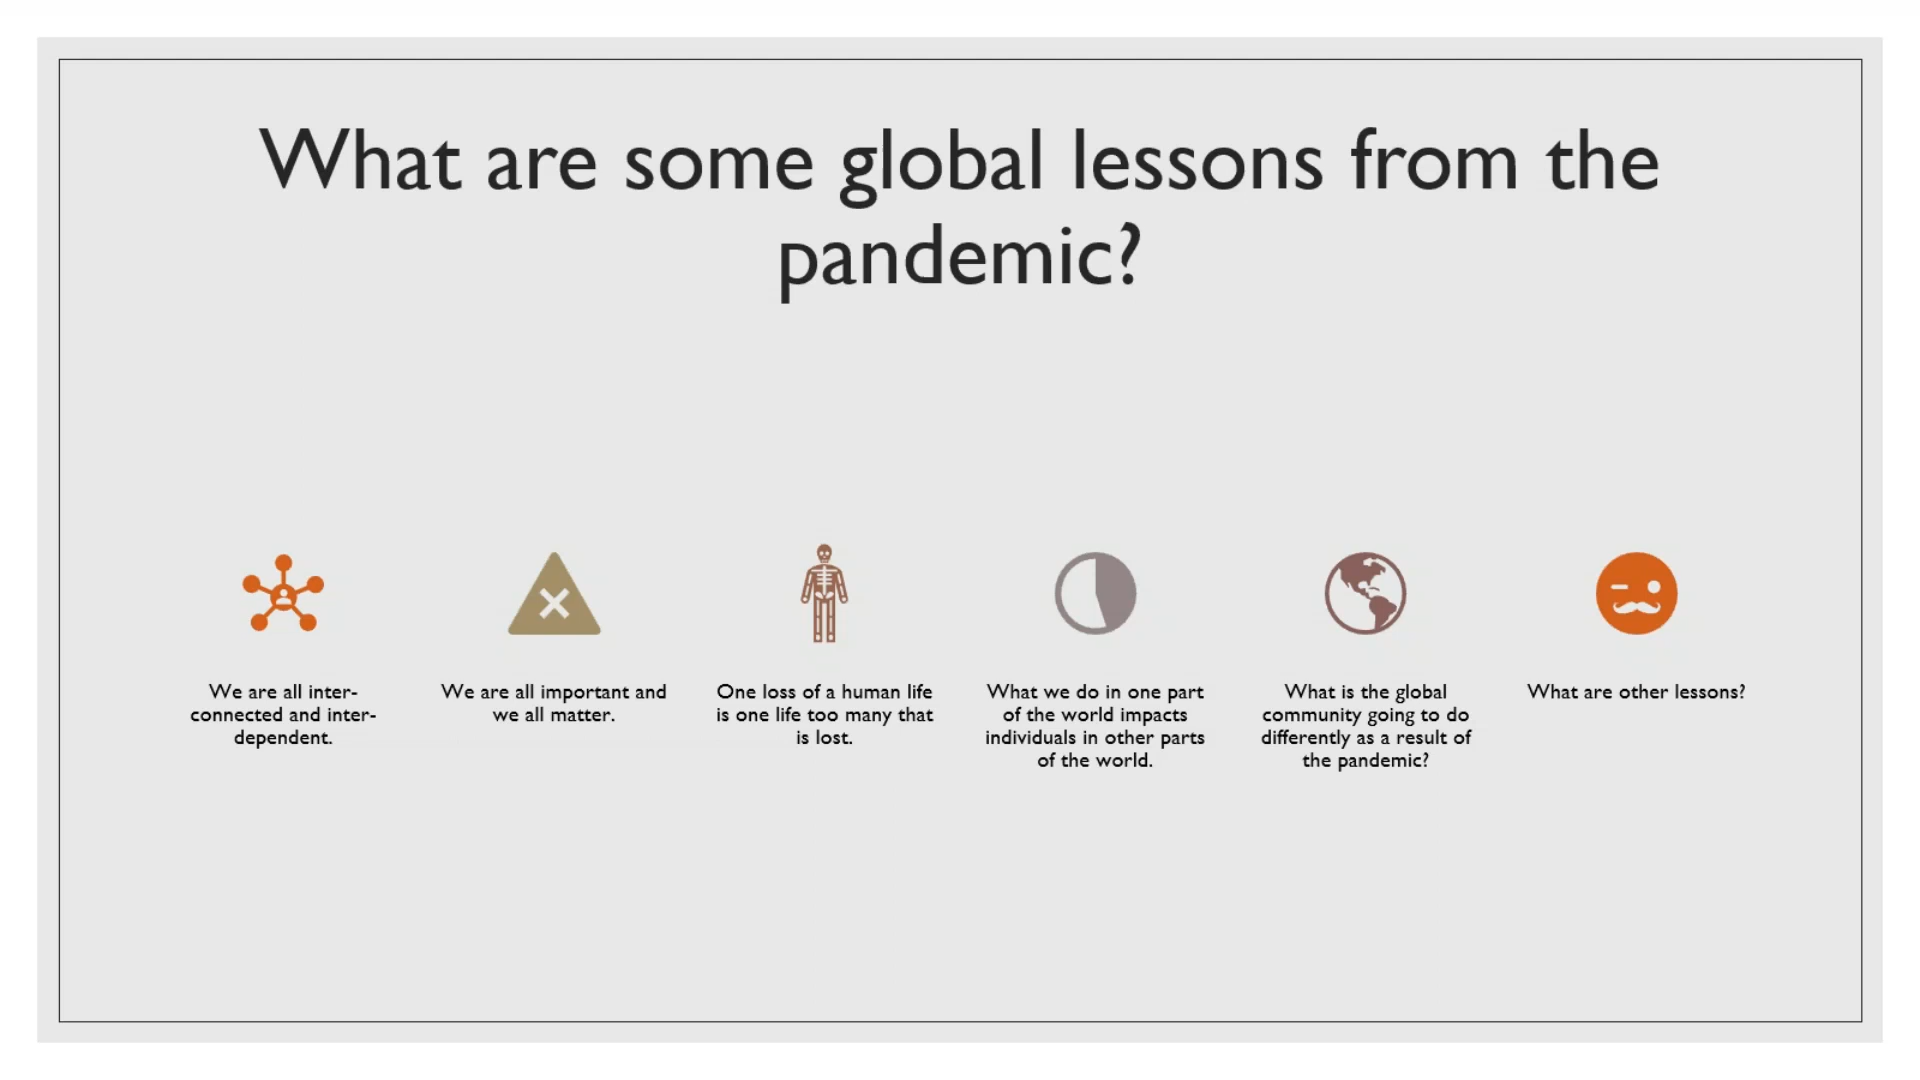 What are some global lessons from the
pandemic?
We are all inter-
connected and inter-
dependent.
We are all important and
we all matter.
One loss of a human life
is one life too many that
is lost.
What we do in one part
of the world impacts
individuals in other parts
of the world.
What is the global
community going to do
differently as a result of
the pandemic?
What are other lessons?